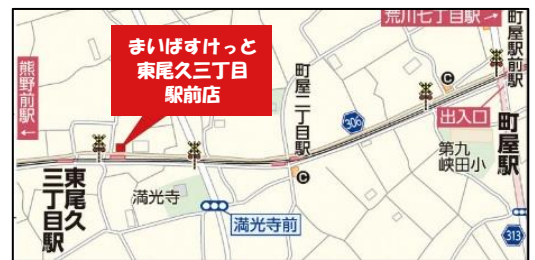 荒川七丁目駅→
町屋駅前駅
まいばすけっと
東尾久三丁目
駅前店
熊野前駅←
町屋二丁目駅
306
出入口
町屋駅
第九
峡田小
東尾久
三丁目駅
満光寺
満光寺前
313
C
C